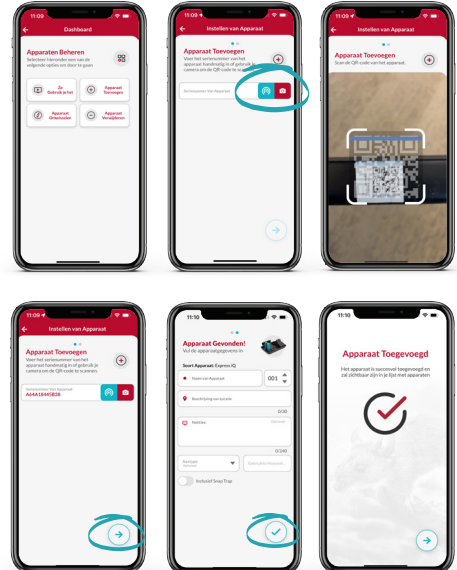 11:09
Dashboard
Apparaten Beheren
Selecteer hieronder een van de
volgende opties om door te gaan
Zo
Gebruik je het
Apparaat
Toevoegen
Apparaat
Omwisselen
Apparaat
Verwijderen
11:09
Instellen van Apparaat
Apparaat Toevoegen
Voer het serienummer van het
apparaat handmatig in of gebruik je
camera om de QR code te scannen.
Serienummer Van Apparaat
11:09
Instellen van Apparaat
Apparaat Toevoegen
Scan de QR-code van het apparaat.
11:09
Instellen van Apparaat
Apparaat Toevoegen
Voer het serienummer van het
apparaat handmatig in of gebruik je
camera om de QR code te scannen.
Serienummer Van Apparaat
A64A18465B38
11:10
Apparaat Gevonden!
Vul de apparaatgegevens in
Soort Apparaat: Express iQ
Naam van Apparaat
001
Beschrijving van Locatie
0/30
Notities
Optioneel
0/240
Inclusief Snap Trap
11:10
Apparaat Toegevoegd
Het apparaat is succesvol toegevoegd en
zal zichtbaar zijn in je lijst met apparaten